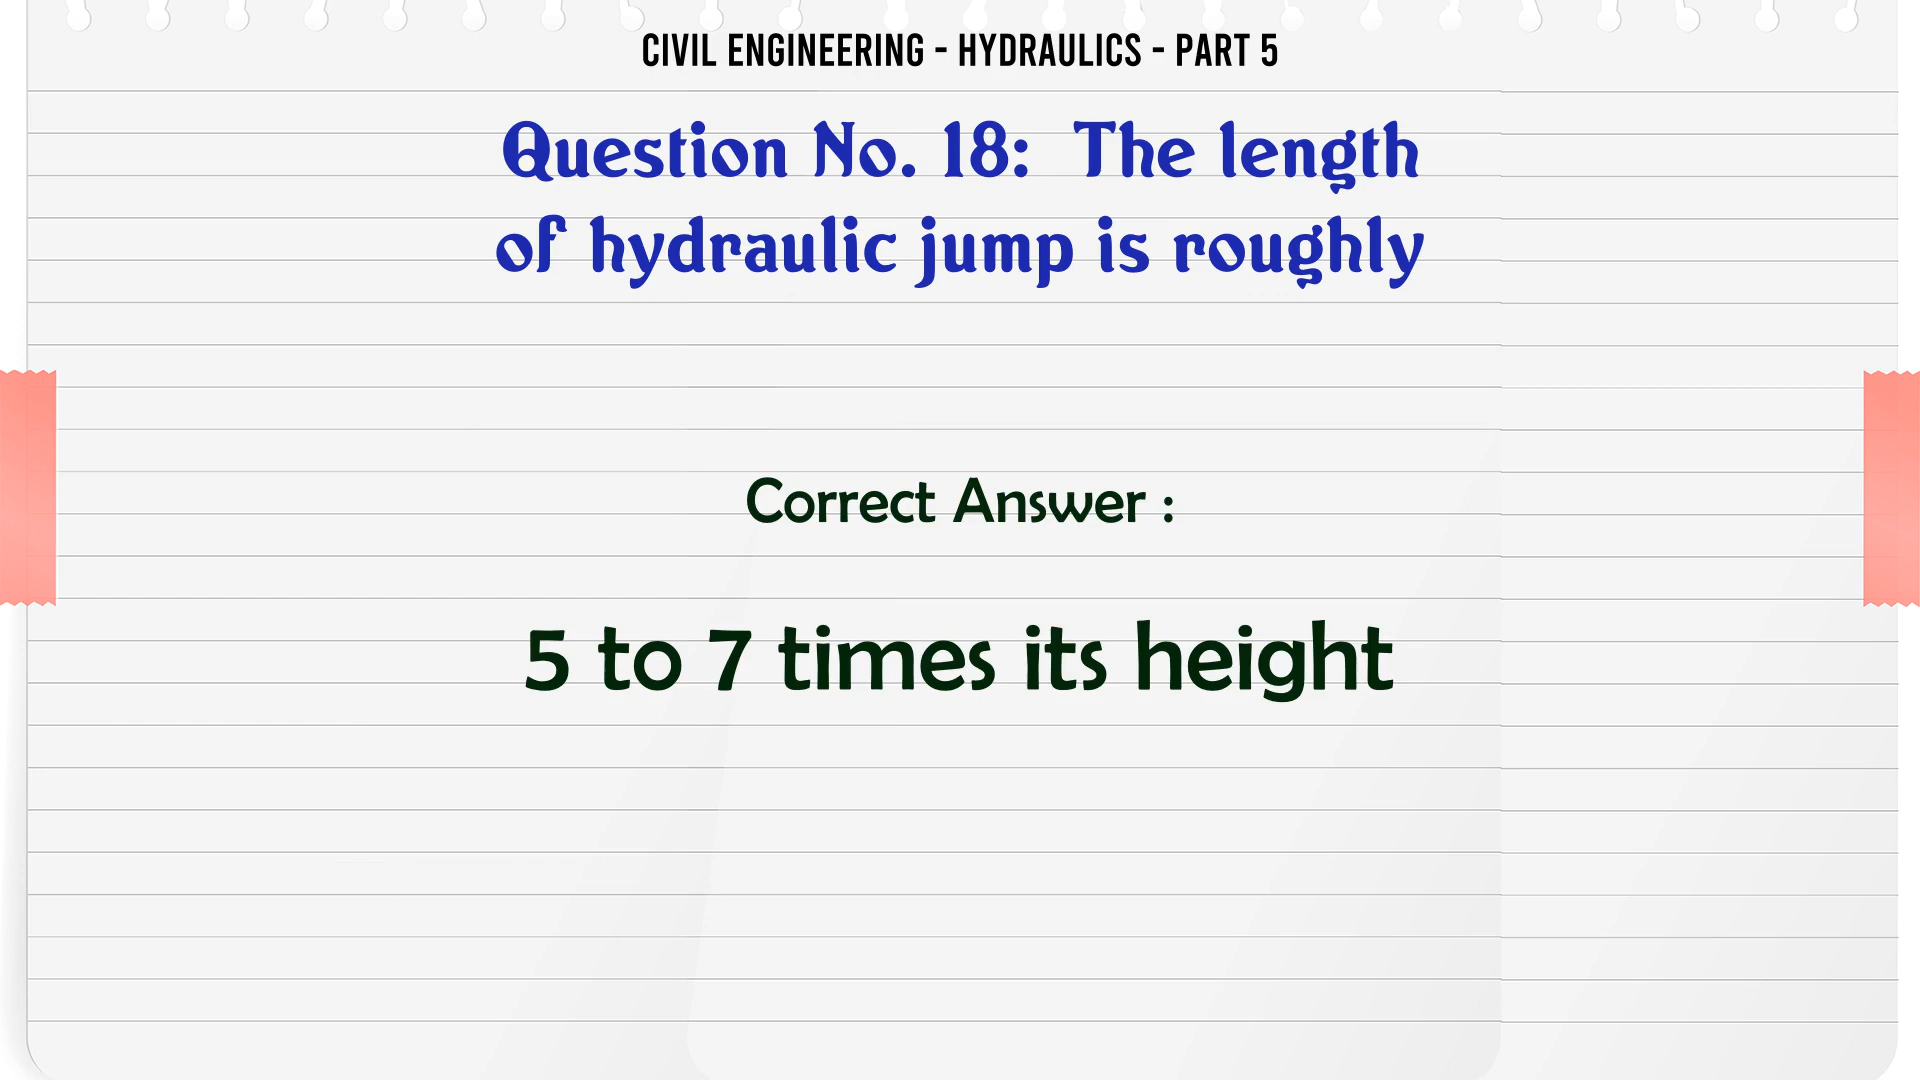 CIVIL ENGINEERING - HYDRAULICS - PART 5
Question No. 18: The length
of hydraulic jump is roughly
Correct Answer :
5 to 7 times its height